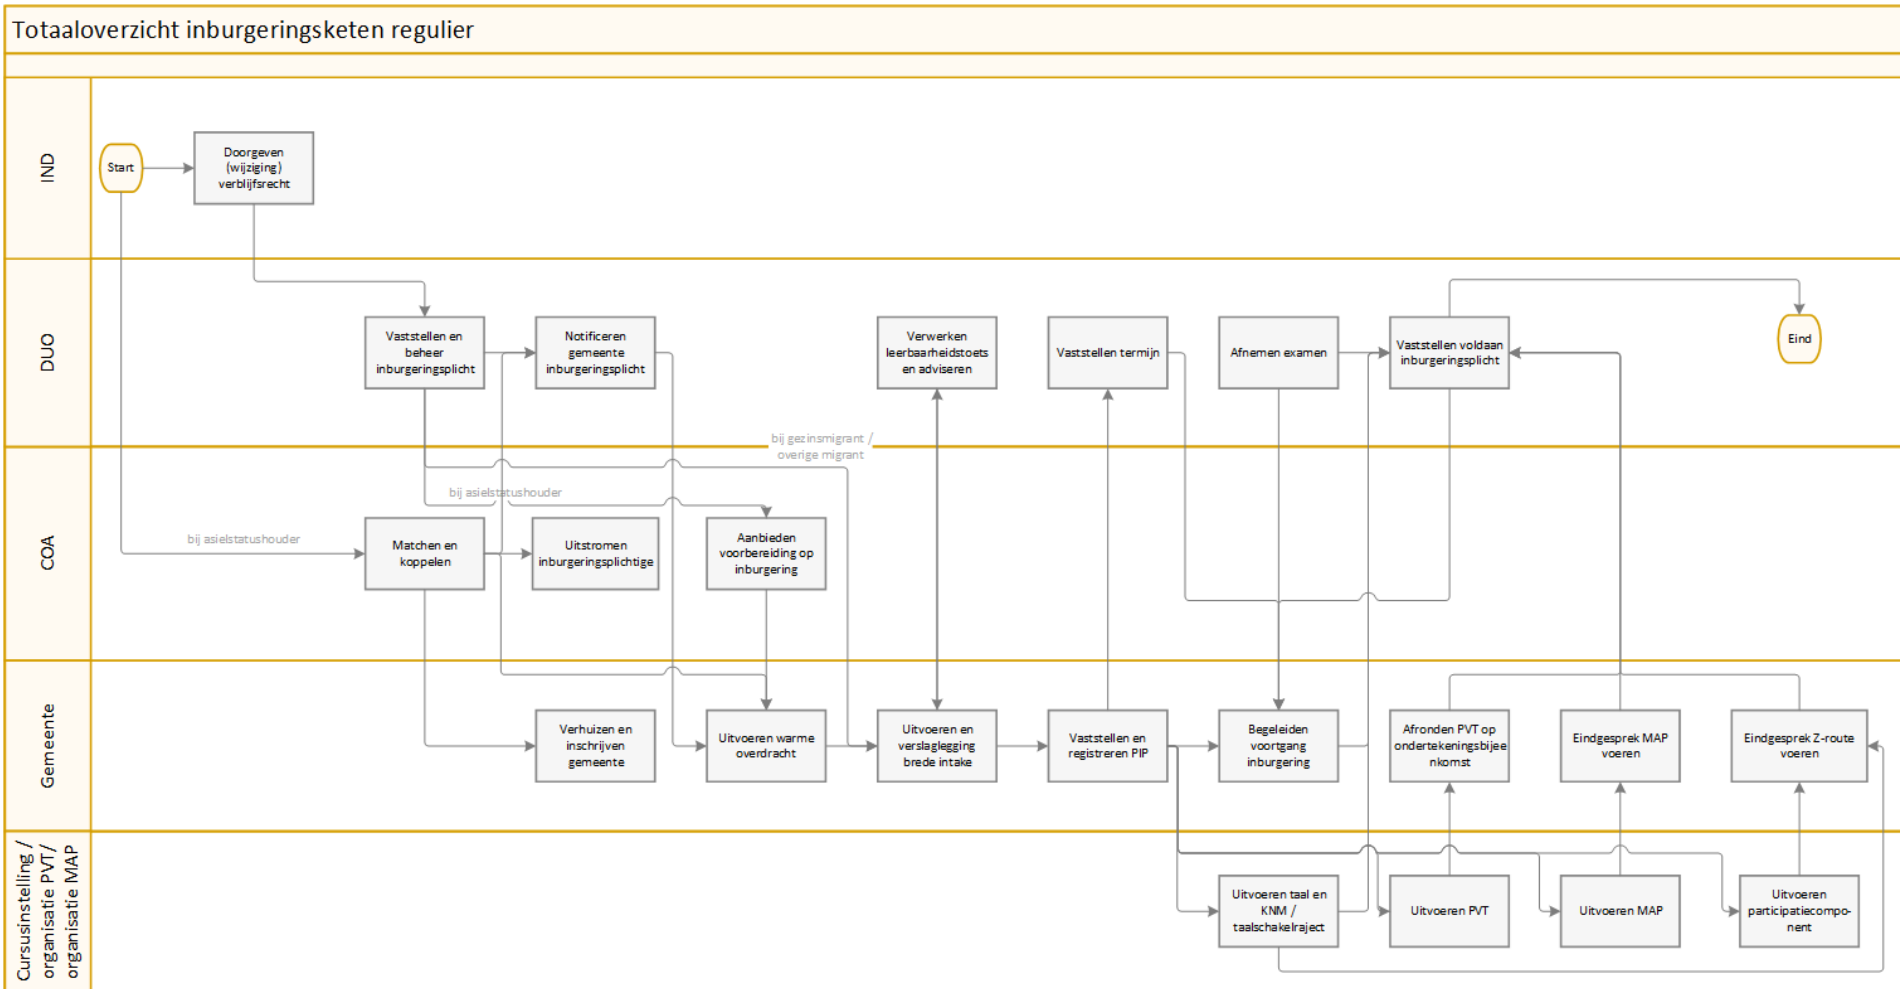 Totaaloverzicht inburgeringsketen regulier
IND
Start
Doorgeven
(wijziging)
verblijfsrecht
DUO
Vaststellen en
beheer
inburgeringsplicht
Notificeren
gemeente
inburgeringsplicht
Verwerken
leerbaarheidstoets
en adviseren
Vaststellen termijn
Afnemen examen
Vaststellen voldaan
inburgeringsplicht
Eind
bij gezinsmigrant /
overige migrant
bij asielstatushouder
COA
bij asielstatushouder
Matchen en
koppelen
Uitstromen
inburgeringsplichtige
Aanbieden
voorbereiding op
inburgering
Gemeente
Verhuizen en
inschrijven
gemeente
Uitvoeren warme
overdracht
Uitvoeren en
verslaglegging
brede intake
Vaststellen en
registreren PIP
Begeleiden
voortgang
inburgering
Afronden PVT op
ondertekeningsbijee
nkomst
Eindgesprek MAP
voeren
Eindgesprek Z-route
voeren
Cursusinstelling /
organisatie PVT/
organisatie MAP
Uitvoeren taal en
KNM /
taalschakelraject
Uitvoeren PVT
Uitvoeren MAP
Uitvoeren
participatiecompo-
nent